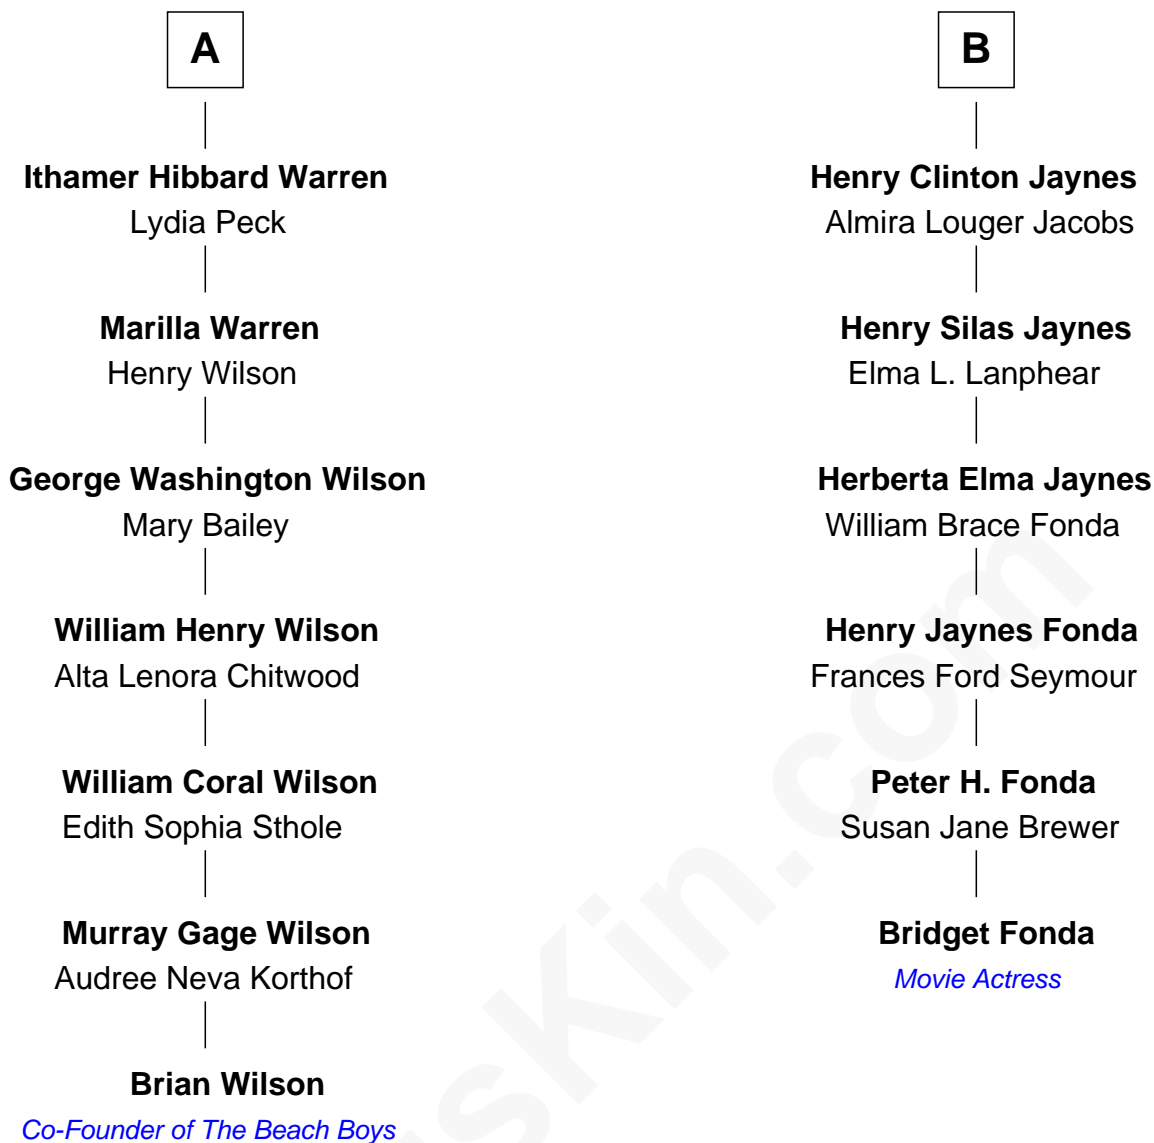 A
Ithamer Hibbard Warren
Lydia Peck
Marilla Warren
Henry Wilson
George Washington Wilson
Mary Bailey
William Henry Wilson
Alta Lenora Chitwood
William Coral Wilson
Edith Sophia Sthole
Murray Gage Wilson
Audree Neva Korthof
Brian Wilson
Co-Founder of The Beach Boys
B
Henry Clinton Jaynes
Almira Louger Jacobs
Henry Silas Jaynes
Elma L. Lanphear
Herberta Elma Jaynes
William Brace Fonda
Henry Jaynes Fonda
Frances Ford Seymour
Peter H. Fonda
Susan Jane Brewer
Bridget Fonda
Movie Actress